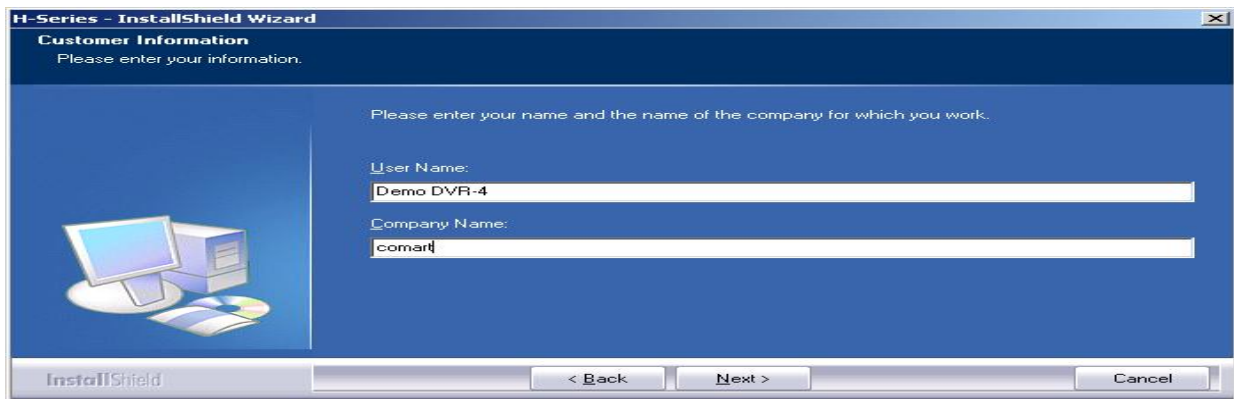 H-Series - InstallShield Wizard
Customer Information
Please enter your information.
Please enter your name and the name of the company for which you work.
User Name:
Demo DVR-4
Company Name:
comart
InstallShield
< Back
Next >
Cancel